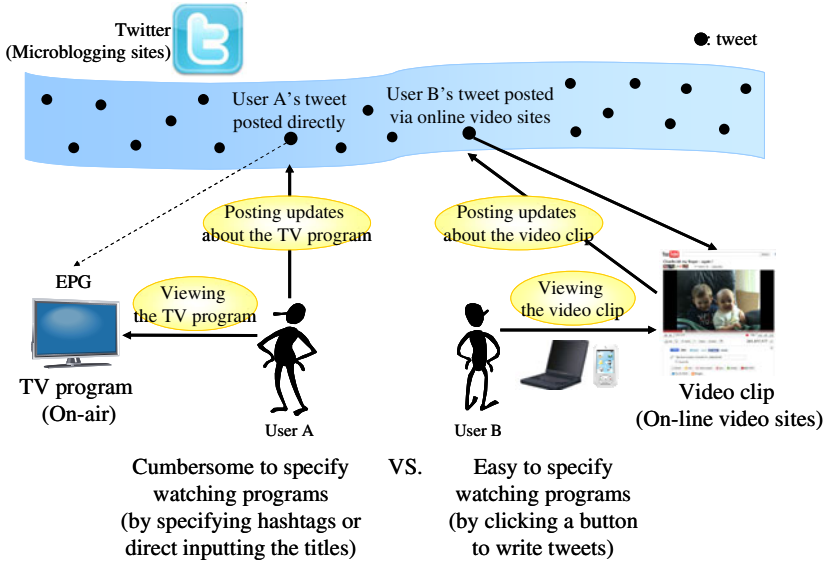 Twitter
(Microblogging sites)
: tweet
User A's tweet
posted directly
User B's tweet posted
via online video sites
Posting updates
about the TV program
Posting updates
about the video clip
EPG
Viewing
the TV program
Viewing
the video clip
TV program
(On-air)
User A
User B
Video clip
(On-line video sites)
Cumbersome to specify
watching programs
(by specifying hashtags or
direct inputting the titles)
VS.
Easy to specify
watching programs
(by clicking a button
to write tweets)